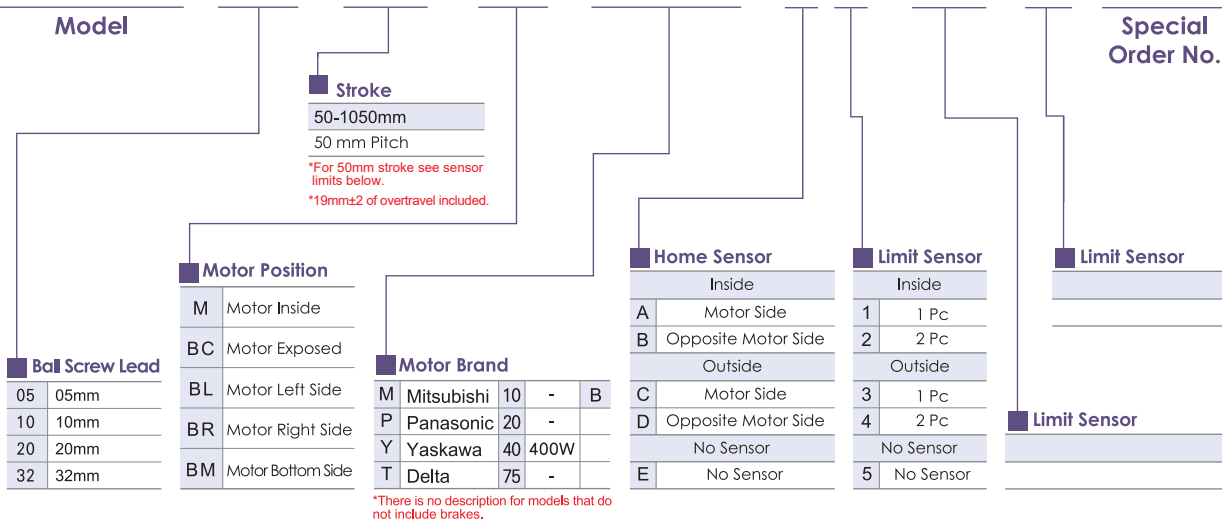 Model
Special
Order No.
Stroke
50-1050mm
50 mm Pitch
*For 50mm stroke see sensor
limits below.
*19mm±2 of overtravel included.
Ball Screw Lead
05 05mm
10 10mm
20 20mm
32 32mm
Motor Position
M Motor Inside
BC Motor Exposed
BL Motor Left Side
BR Motor Right Side
BM Motor Bottom Side
Motor Brand
M Mitsubishi 10 - B
P Panasonic 20 -
Y Yaskawa 40 400W
T Delta 75 -
*There is no description for models that do
not include brakes.
Home Sensor
Inside
A Motor Side
B Opposite Motor Side
Outside
C Motor Side
D Opposite Motor Side
No Sensor
E No Sensor
Limit Sensor
Inside
1 1 Pc
2 2 Pc
Outside
3 1 Pc
4 2 Pc
No Sensor
5 No Sensor
Limit Sensor
Limit Sensor